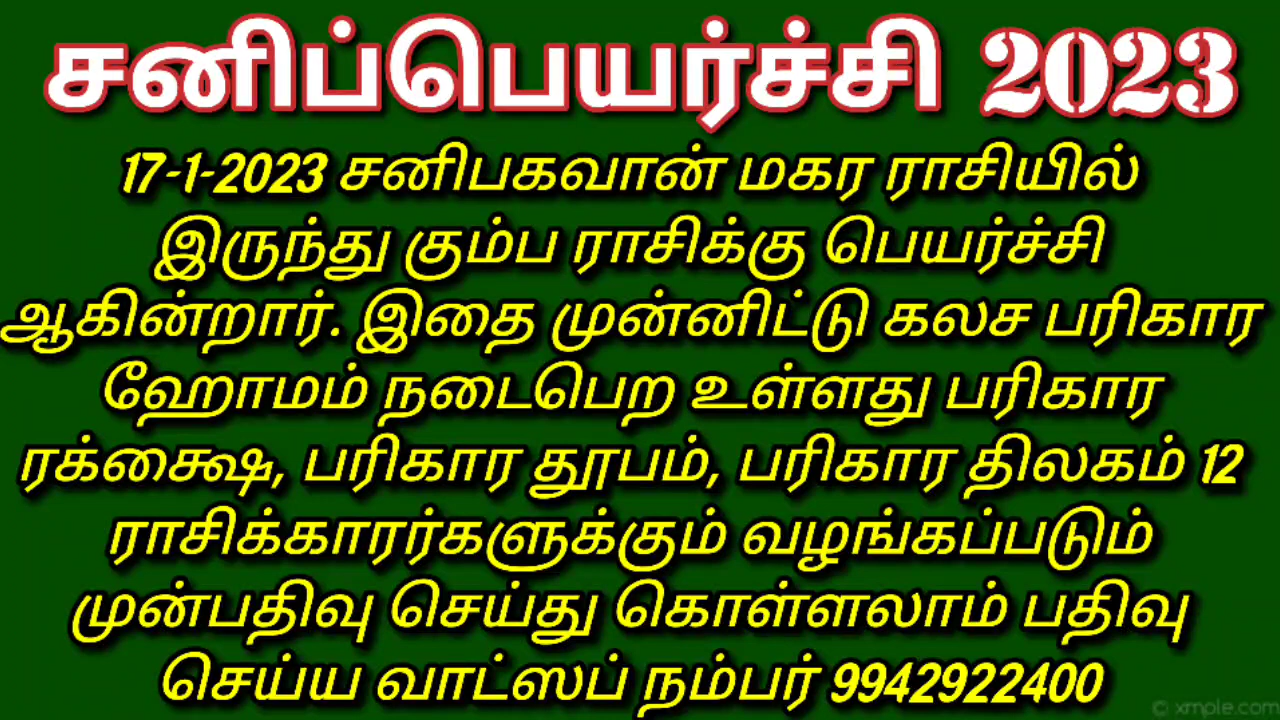 சனிப்பெயர்ச்சி 2023
17-1-2023 சனிபகவான் மகர ராசியில்
இருந்து கும்ப ராசிக்கு பெயர்ச்சி
ஆகின்றார். இதை முன்னிட்டு கலச பரிகார
ஹோமம் நடைபெற உள்ளது பரிகார
ரக்க்ஷை, பரிகார தூபம், பரிகார திலகம் 12
ராசிக்காரர்களுக்கும் வழங்கப்படும்
முன்பதிவு செய்து கொள்ளலாம் பதிவு
செய்ய வாட்ஸப் நம்பர் 9942922400
© xmple.com